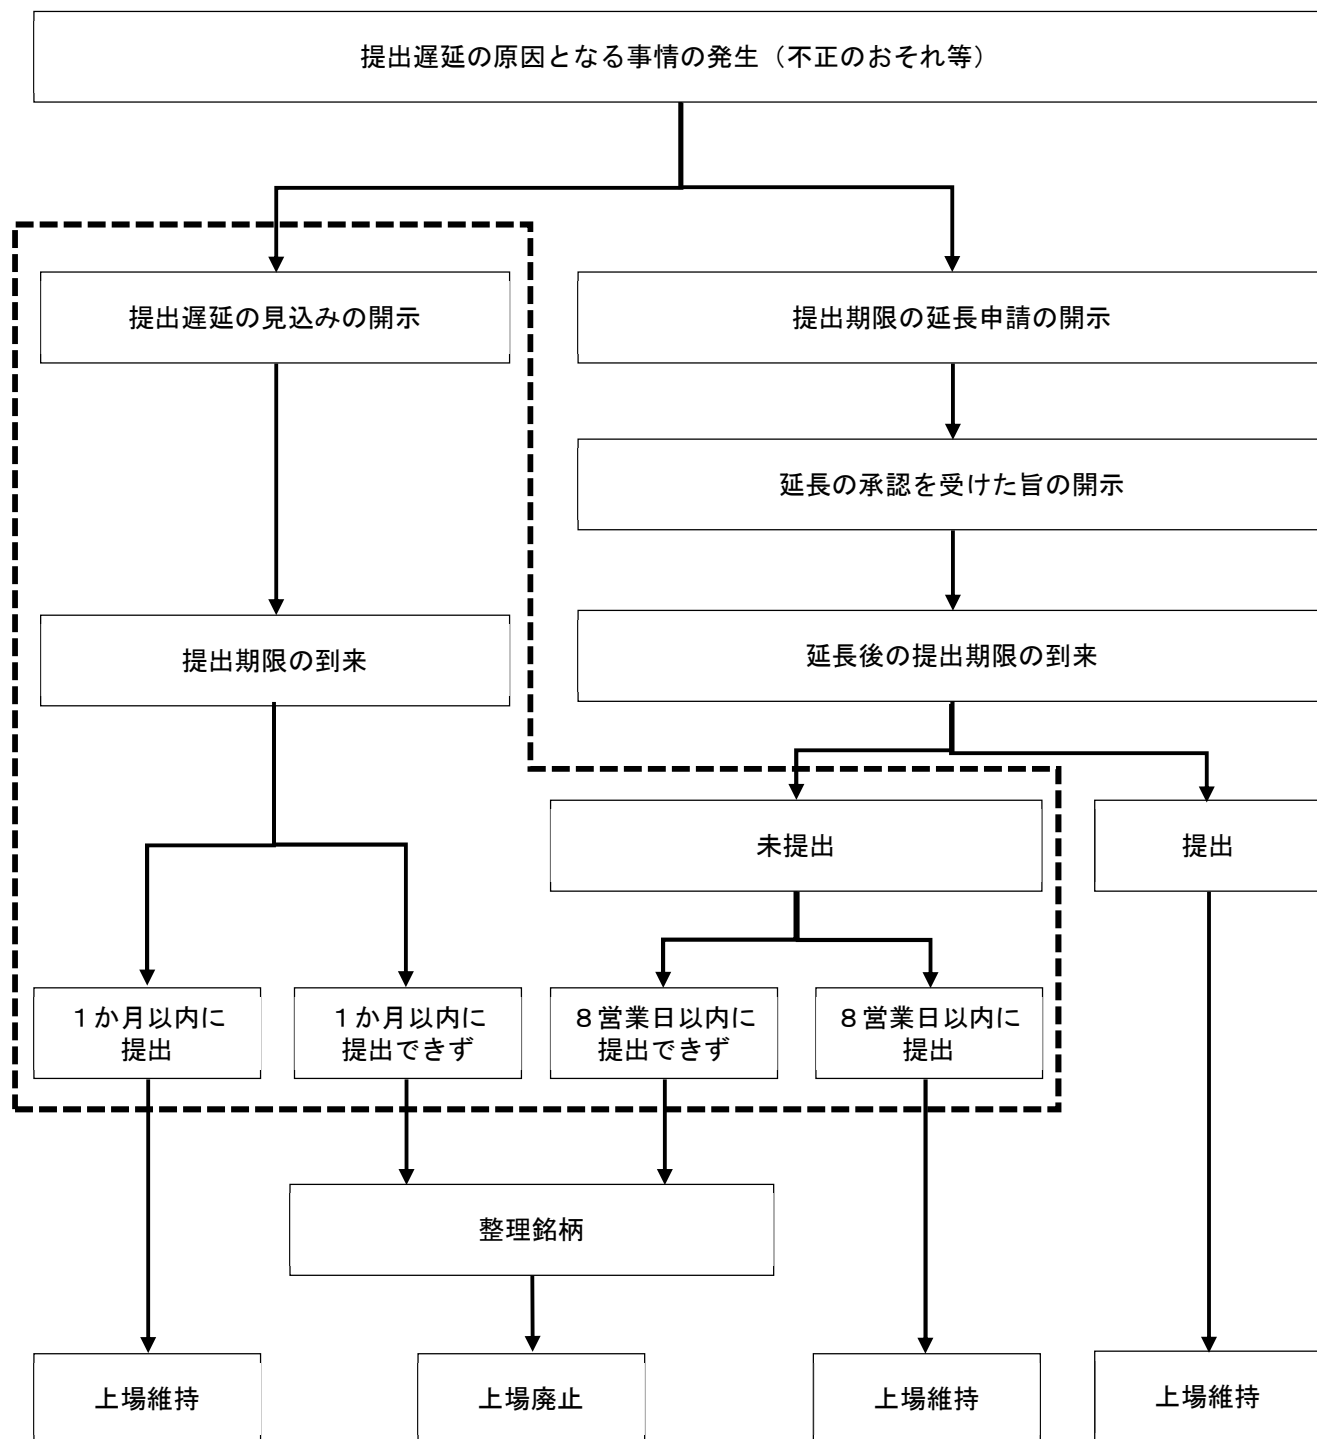 提出遅延の原因となる事情の発生（不正のおそれ等）
提出遅延の見込みの開示
提出期限の延長申請の開示
延長の承認を受けた旨の開示
提出期限の到来
延長後の提出期限の到来
未提出
提出
１か月以内に
提出
１か月以内に
提出できず
８営業日以内に
提出できず
８営業日以内に
提出
整理銘柄
上場維持
上場廃止
上場維持
上場維持